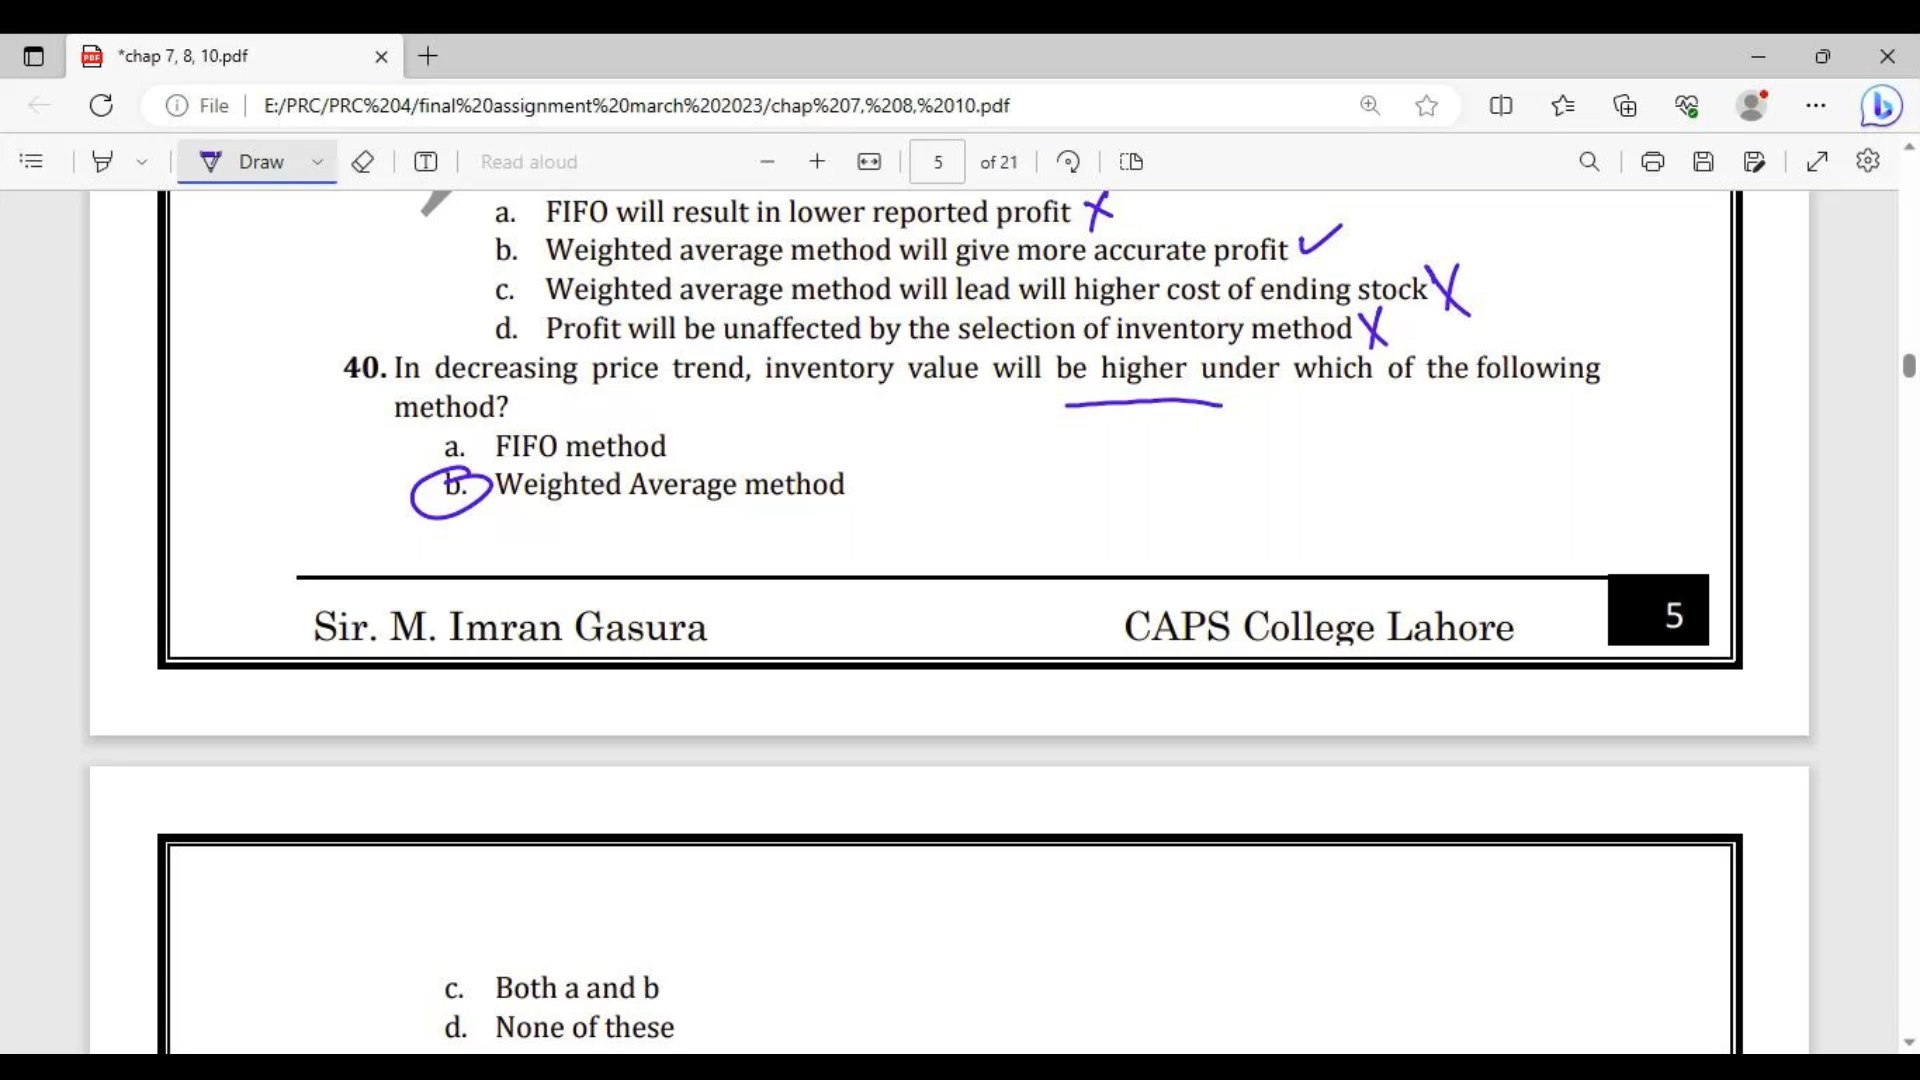 *chap 7, 8, 10.pdf
File
E:/PRC/PRC%204/final%20assignment%20march%202023/chap%207,%208,%2010.pdf
Draw
Read aloud
5 of 21
a. FIFO will result in lower reported profit
b. Weighted average method will give more accurate profit
c. Weighted average method will lead will higher cost of ending stock
d. Profit will be unaffected by the selection of inventory method
40. In decreasing price trend, inventory value will be higher under which of the following
method?
a. FIFO method
b. Weighted Average method
Sir. M. Imran Gasura CAPS College Lahore 5
c. Both a and b
d. None of these